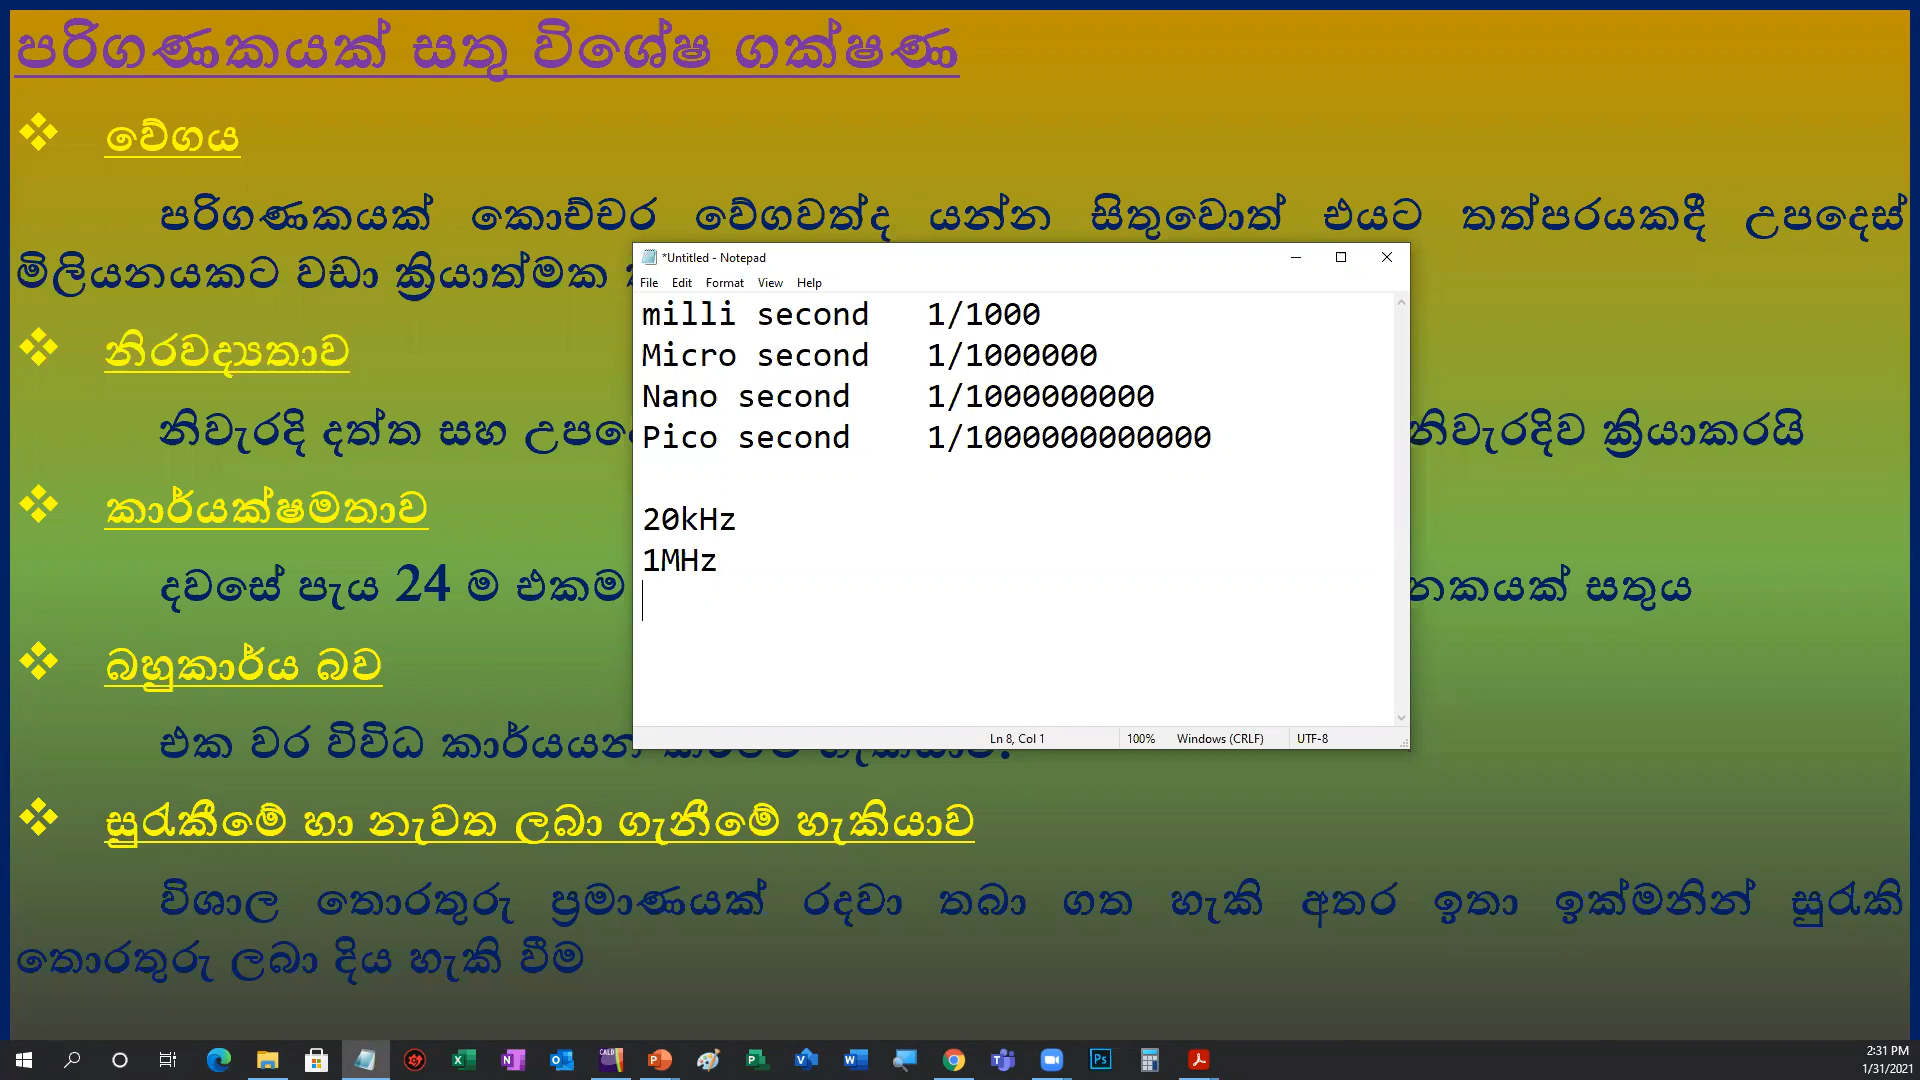 පරිගණකයක් සතු විශේෂ ගක්ෂණ
වේගය
පරිගණකයක් කොච්චර වේගවත්ද යන්න සිතුවොත් එයට තත්පරයකදී උපදෙස්
මිලියනයකට වඩා ක්‍රියාත්මක
*Untitled - Notepad
File Edit Format View Help
milli second 1/1000
Micro second 1/1000000
Nano second 1/1000000000
Pico second 1/1000000000000
20kHz
1MHz
Ln 8, Col 1 100% Windows (CRLF) UTF-8
නිරවද්‍යතාව
නිවැරදි දත්ත සහ නිවැරදිව ක්‍රියාකරයි
කාර්යක්ෂමතාව
දවසේ පැය 24 ම එකම සතුය
බහුකාර්ය බව
එක වර විවිධ
සුරැකීමේ හා නැවත ලබා ගැනීමේ හැකියාව
විශාල තොරතුරු ප්‍රමාණයක් රදවා තබා ගත හැකි අතර ඉතා ඉක්මනින් සුරැකි
තොරතුරු ලබා දිය හැකි වීම
2:31 PM
1/31/2021